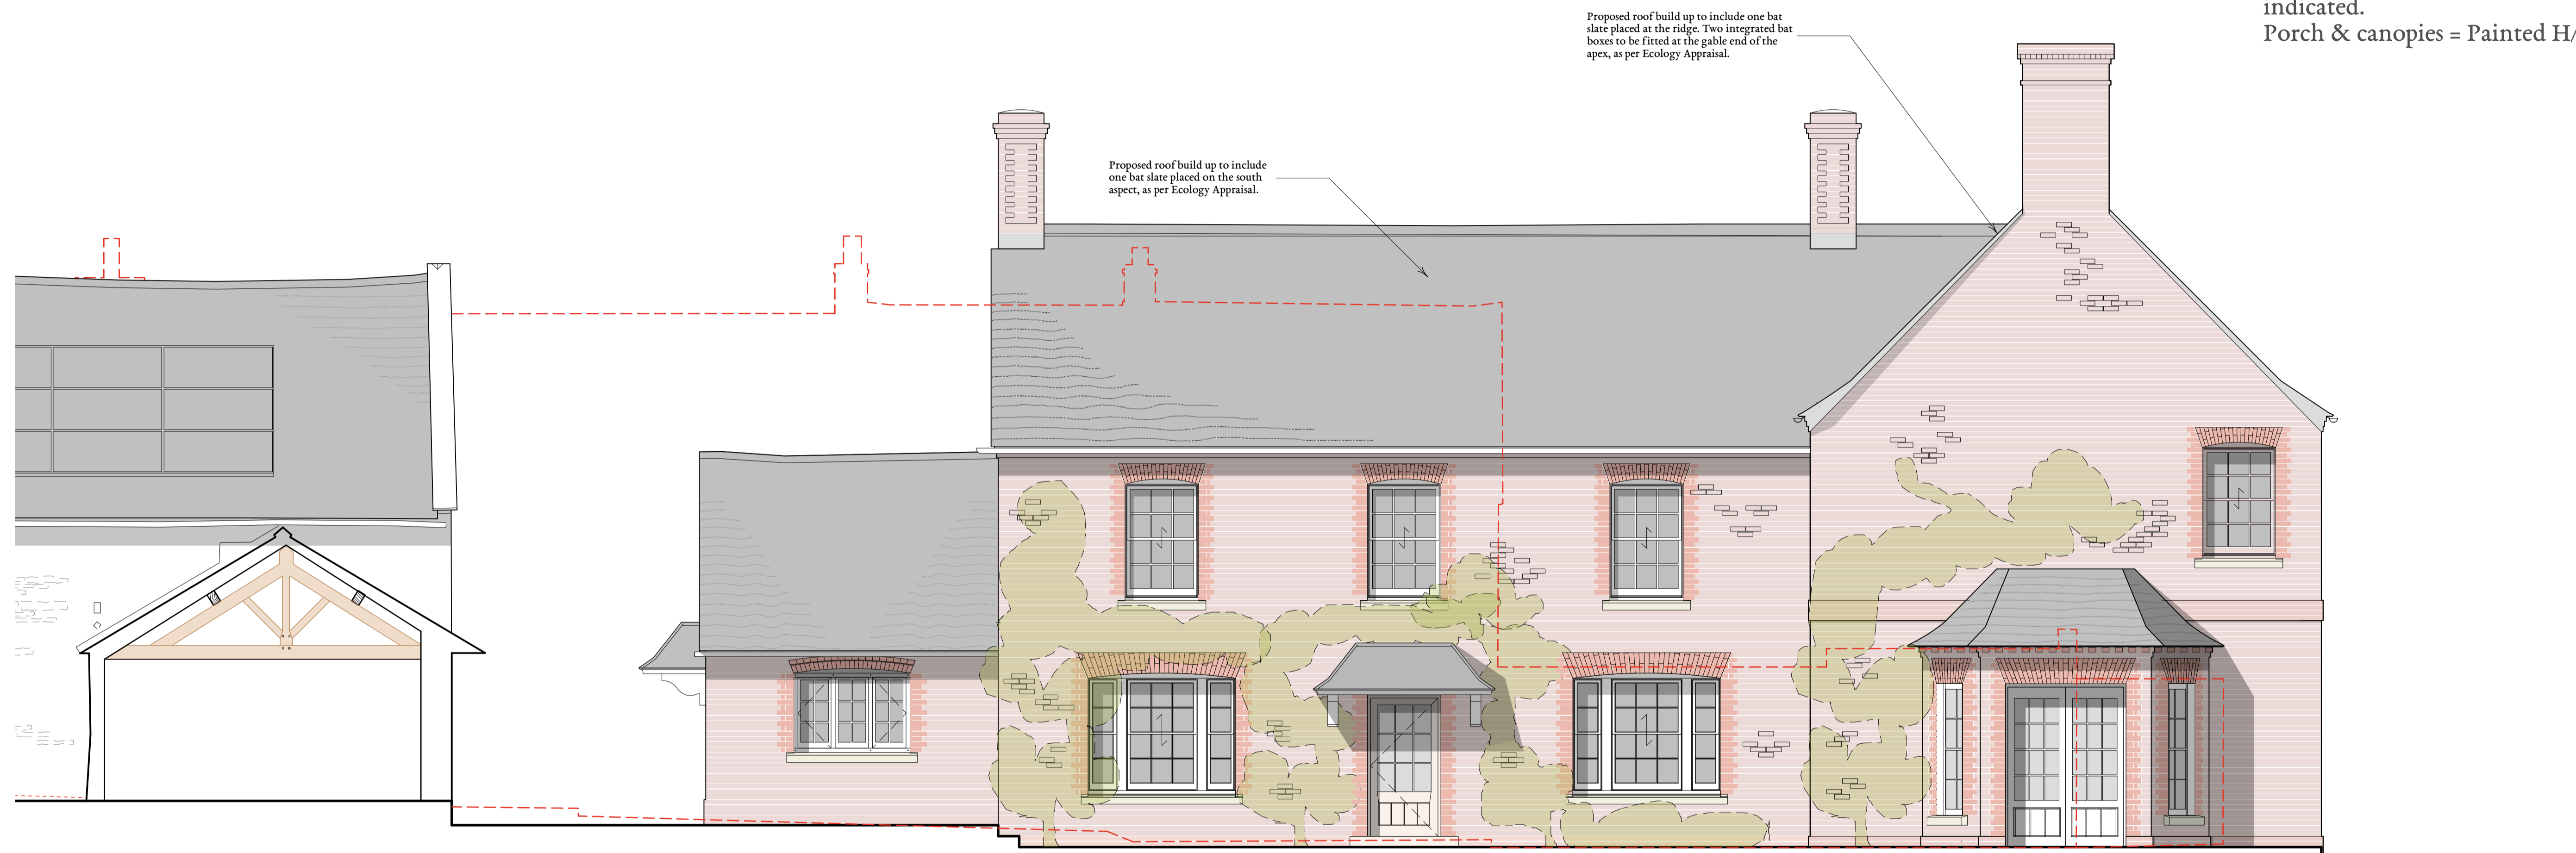 Proposed roof build up to include one bat
slate placed at the ridge. Two integrated bat
boxes to be fitted at the gable end of the
apex, as per Ecology Appraisal.
indicated.
Porch & canopies = Painted H/
Proposed roof build up to include
one bat slate placed on the south
aspect, as per Ecology Appraisal.